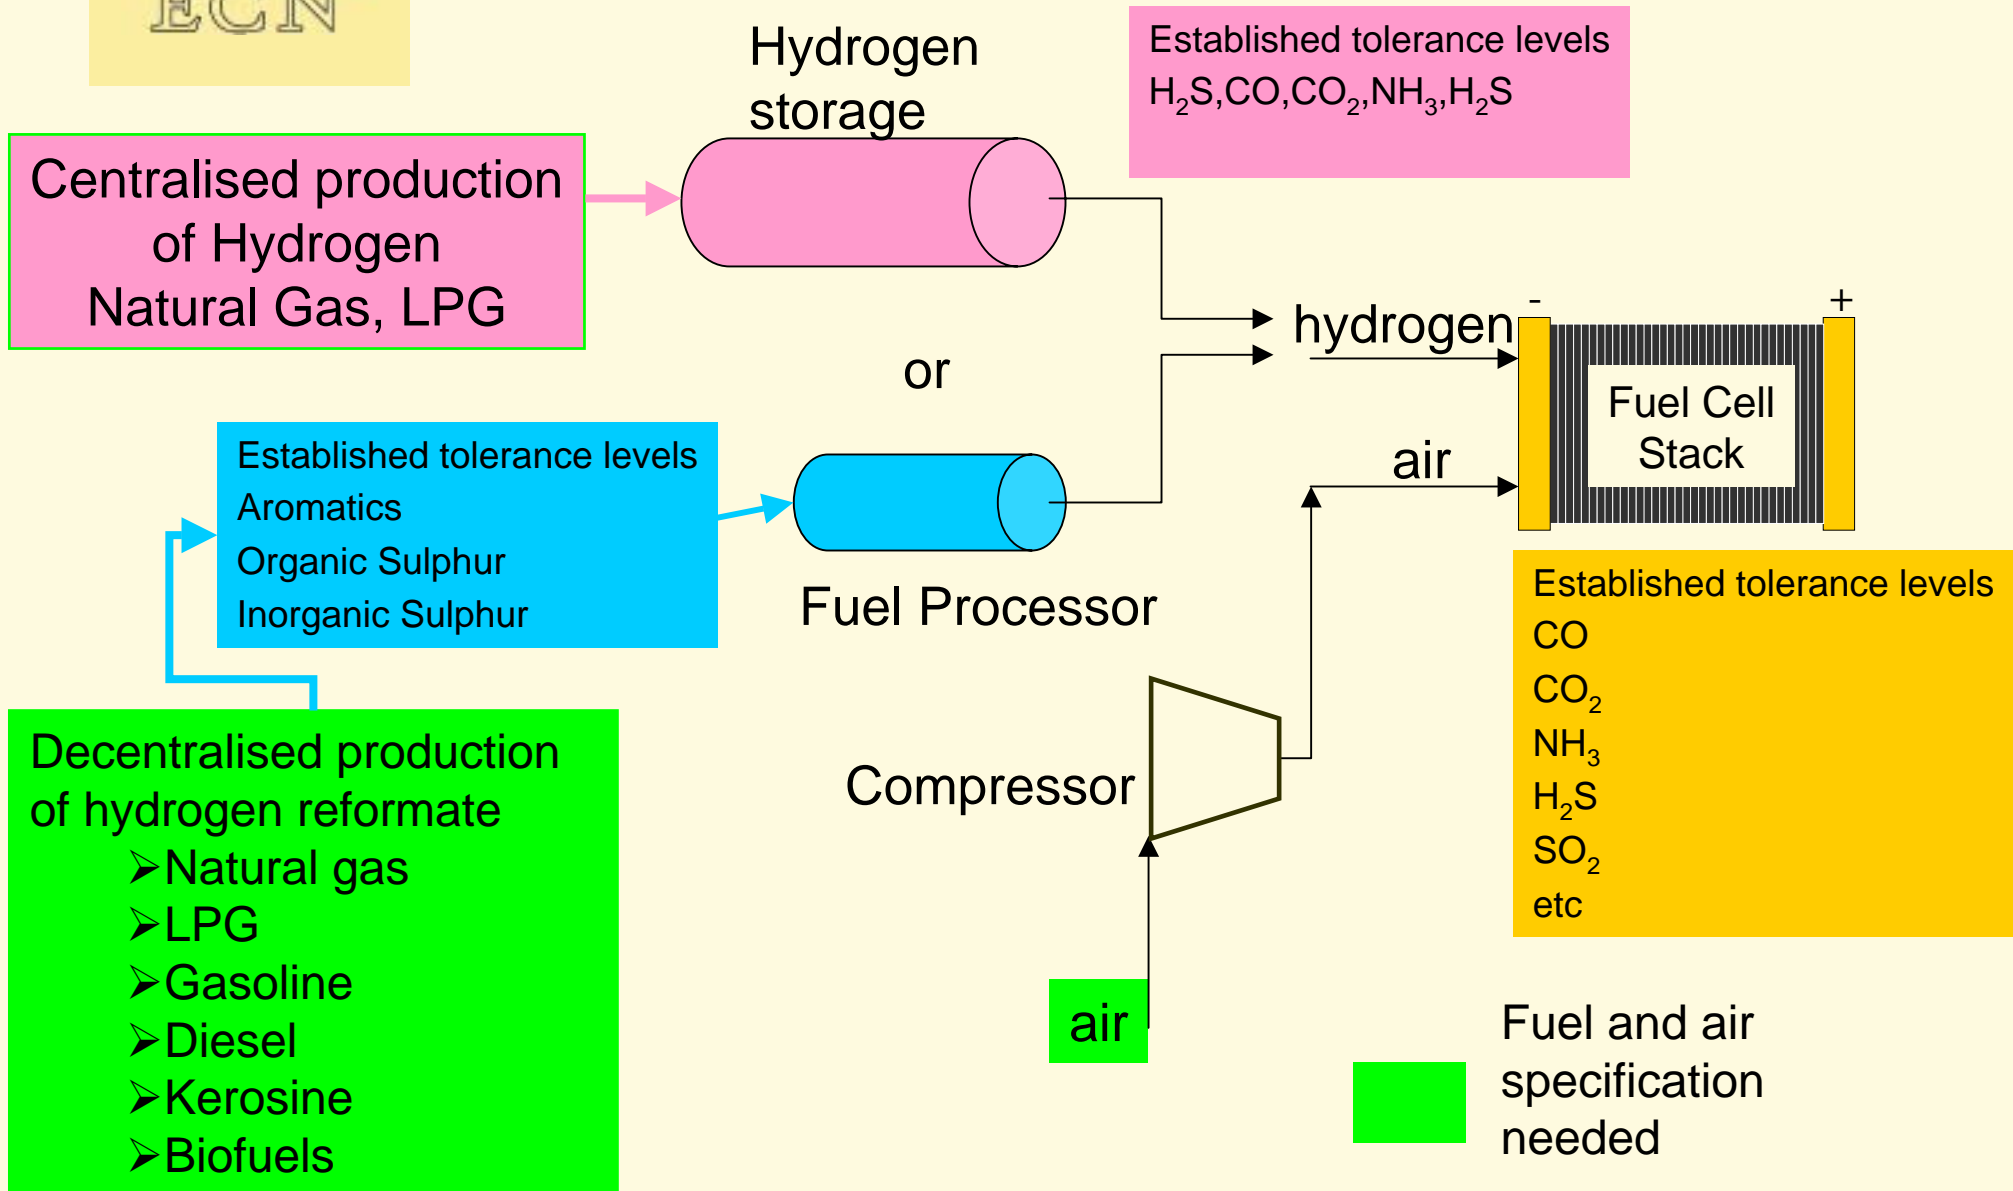 ECN
Hydrogen
storage
Established tolerance levels
H₂S,CO,CO₂,NH₃,H₂S
Centralised production
of Hydrogen
Natural Gas, LPG
or
hydrogen
-
+
Fuel Cell
Stack
air
Established tolerance levels
Aromatics
Organic Sulphur
Inorganic Sulphur
Fuel Processor
Established tolerance levels
CO
CO₂
NH₃
H₂S
SO₂
etc
Compressor
air
Decentralised production
of hydrogen reformate
➢Natural gas
➢LPG
➢Gasoline
➢Diesel
➢Kerosine
➢Biofuels
Fuel and air
specification
needed